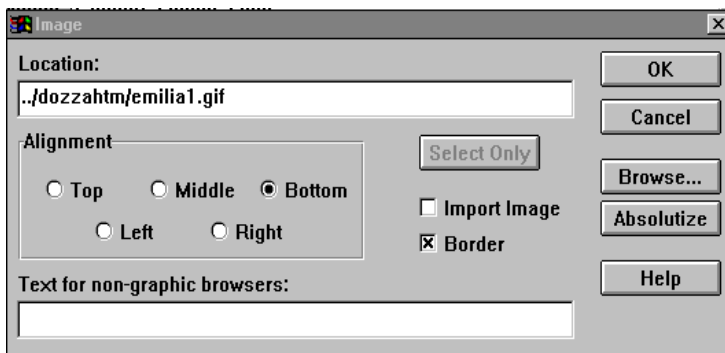 Image
Location:
OK
../dozzahtm/emilia1.gif
Cancel
Alignment
Select Only
Top Middle Bottom
Browse...
Import Image
Left Right
Absolutize
Border
Text for non-graphic browsers:
Help